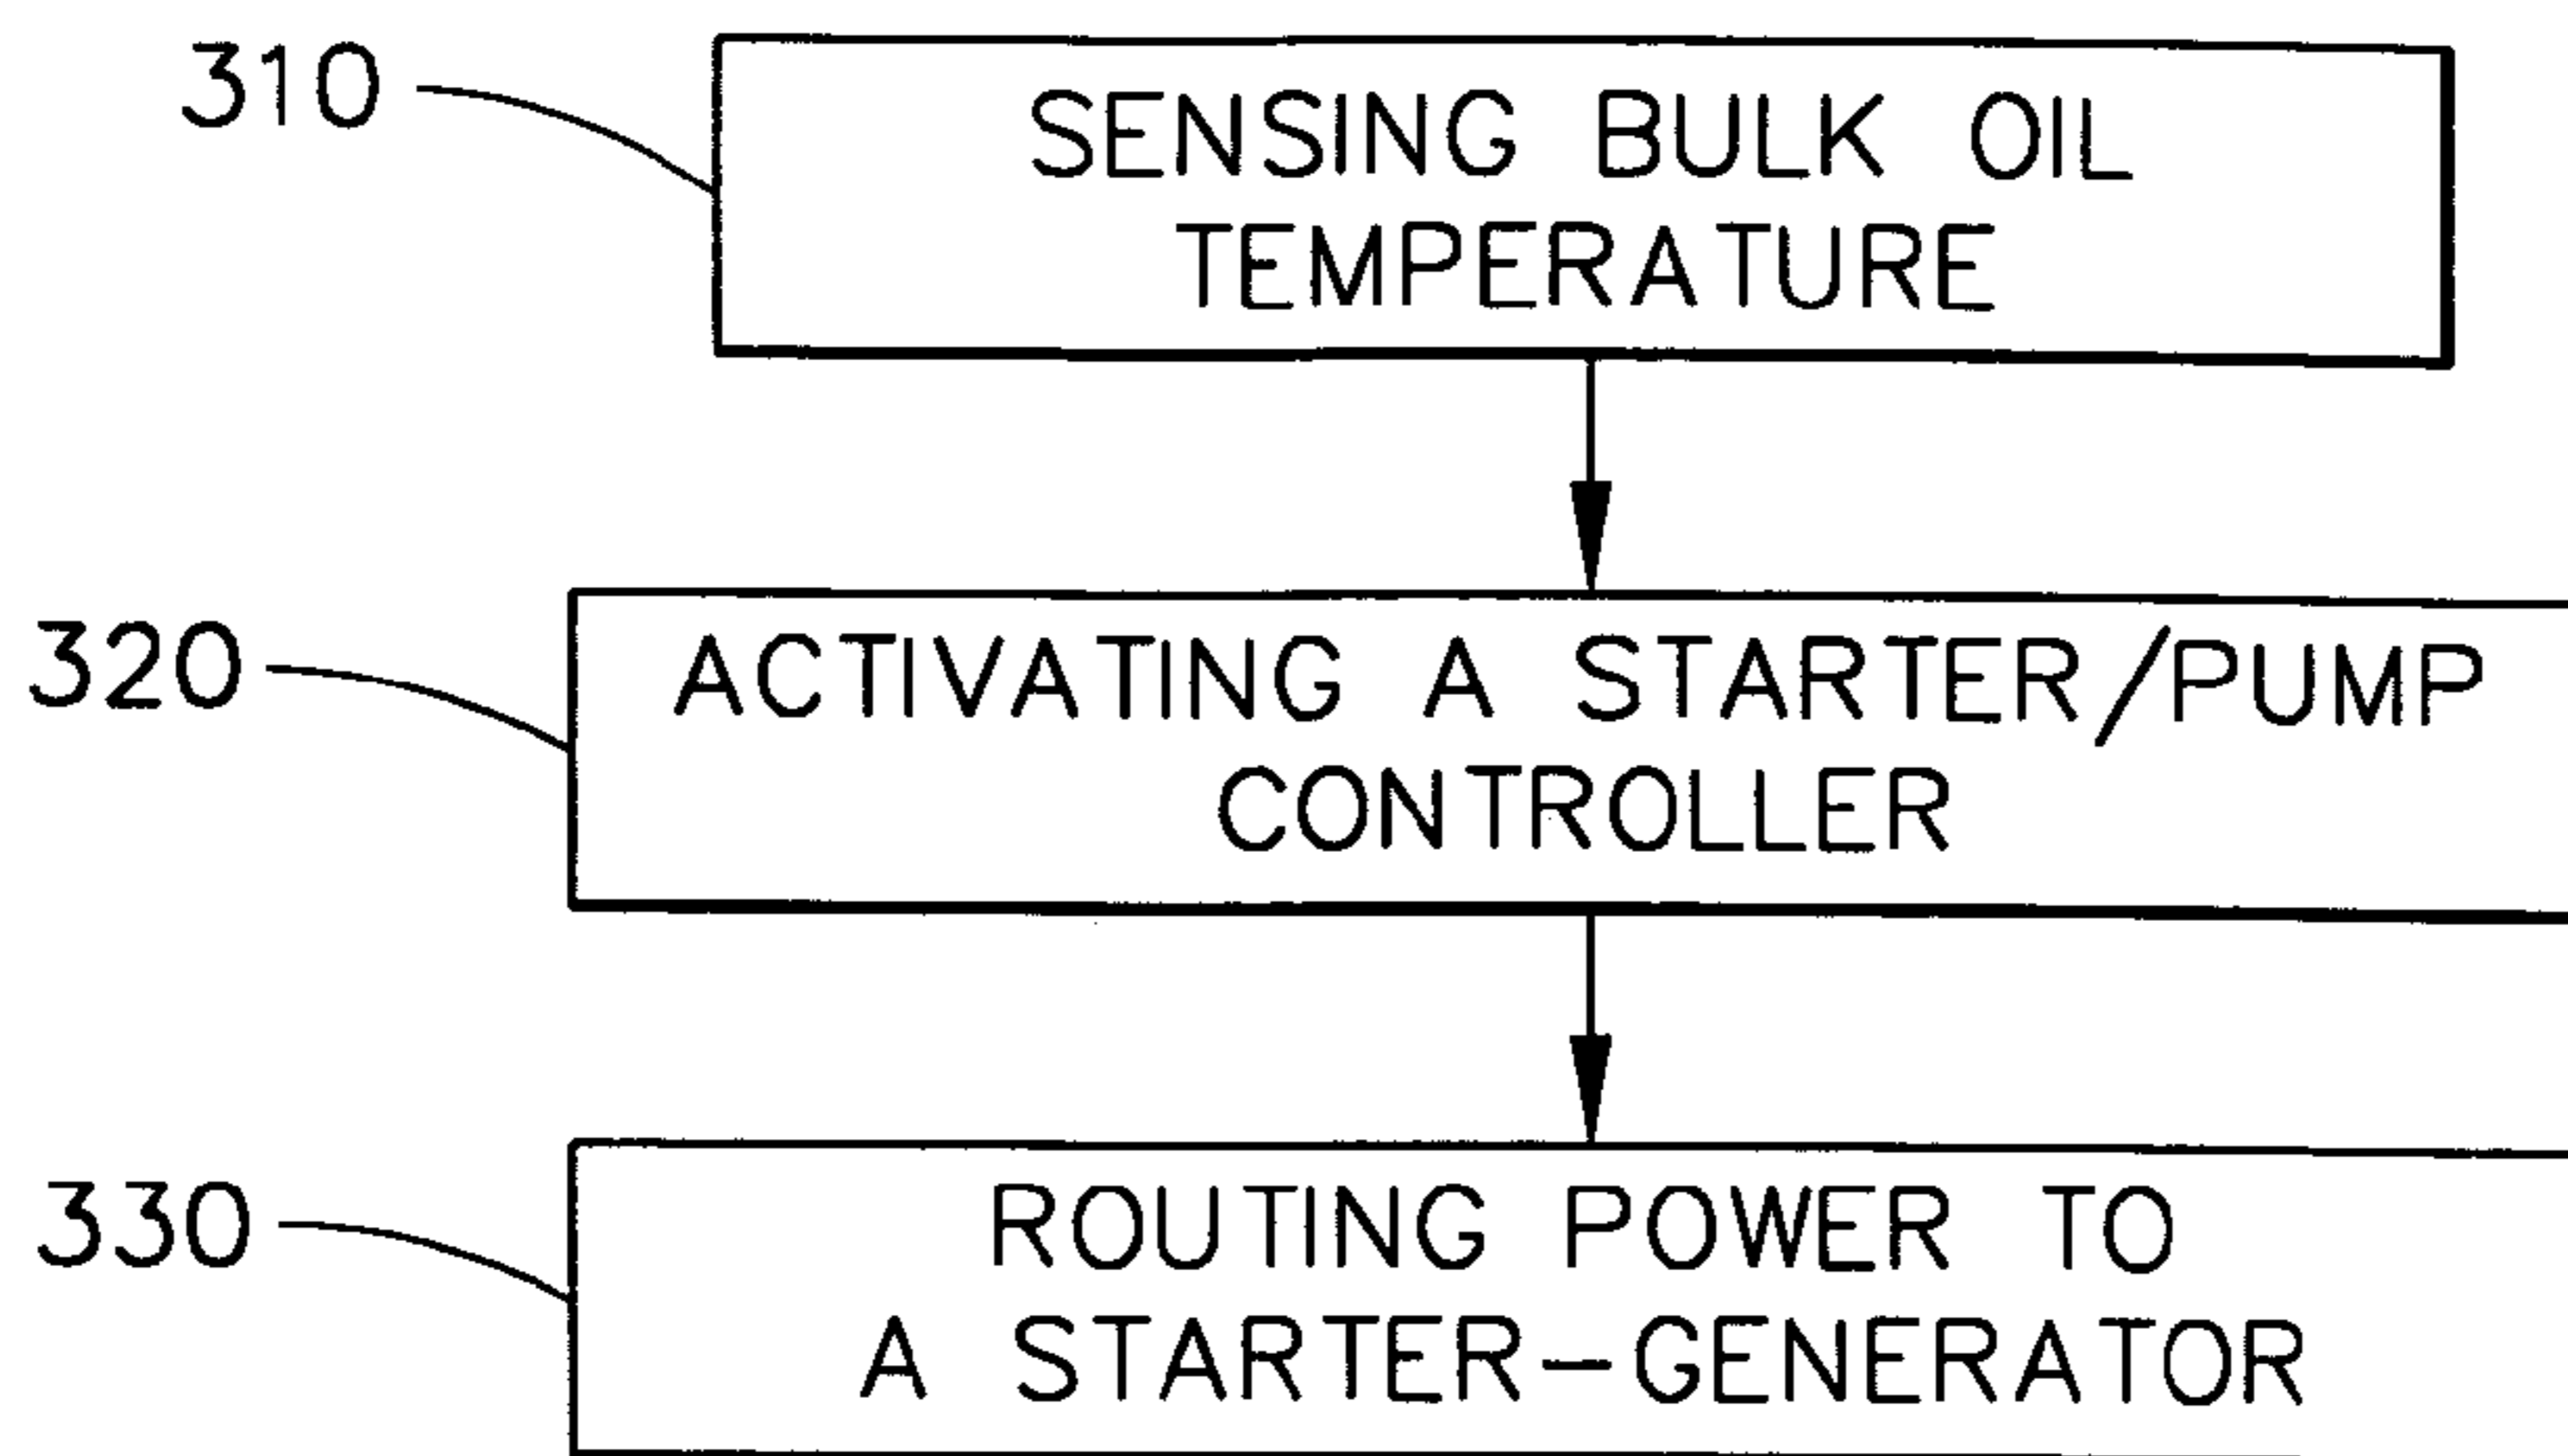 310
SENSING BULK OIL
TEMPERATURE
320
ACTIVATING A STARTER/PUMP
CONTROLLER
330
ROUTING POWER TO
A STARTER-GENERATOR